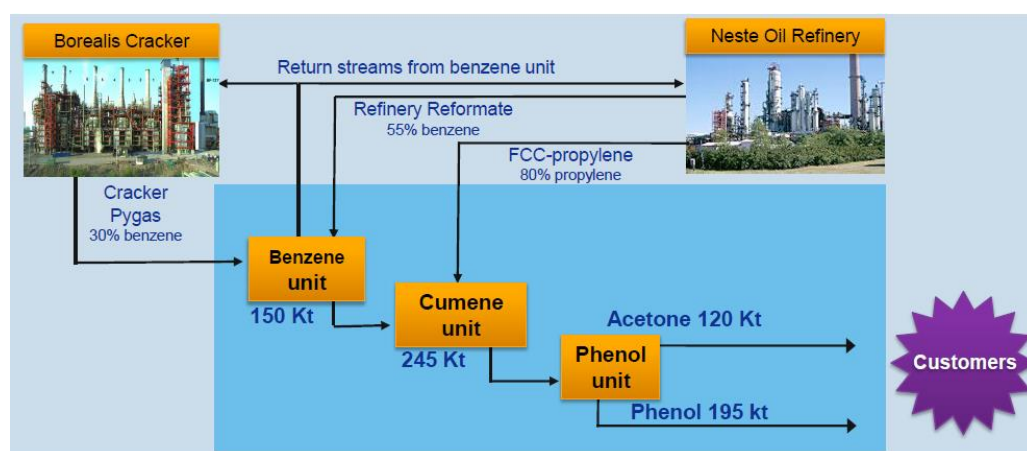 Borealis Cracker
Neste Oil Refinery
Return streams from benzene unit
Refinery Reformate
55% benzene
FCC-propylene
80% propylene
Cracker
Pygas
30% benzene
Benzene
unit
150 Kt
Cumene
unit
245 Kt
Phenol
unit
Acetone 120 Kt
Phenol 195 kt
Customers